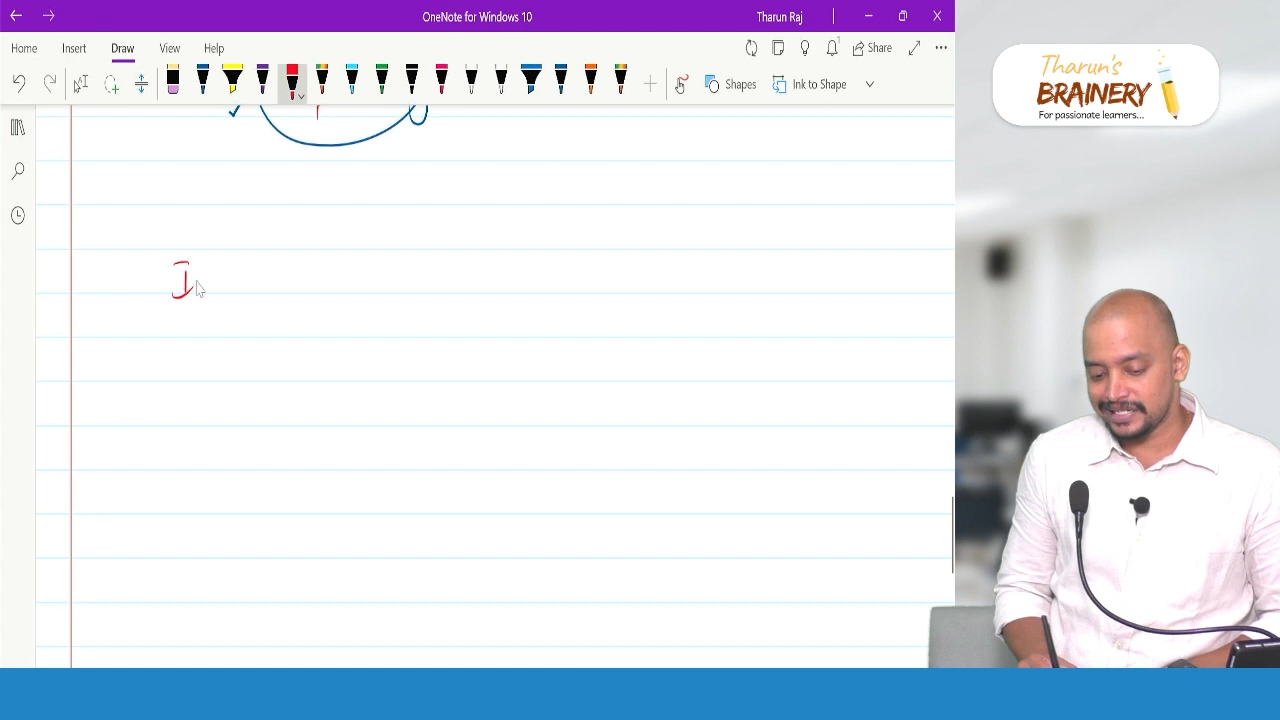 OneNote for Windows 10
Tharun Raj
Home Insert Draw View Help
Share
Shapes
Ink to Shape
I
Tharun's
BRAINERY
For passionate learners...